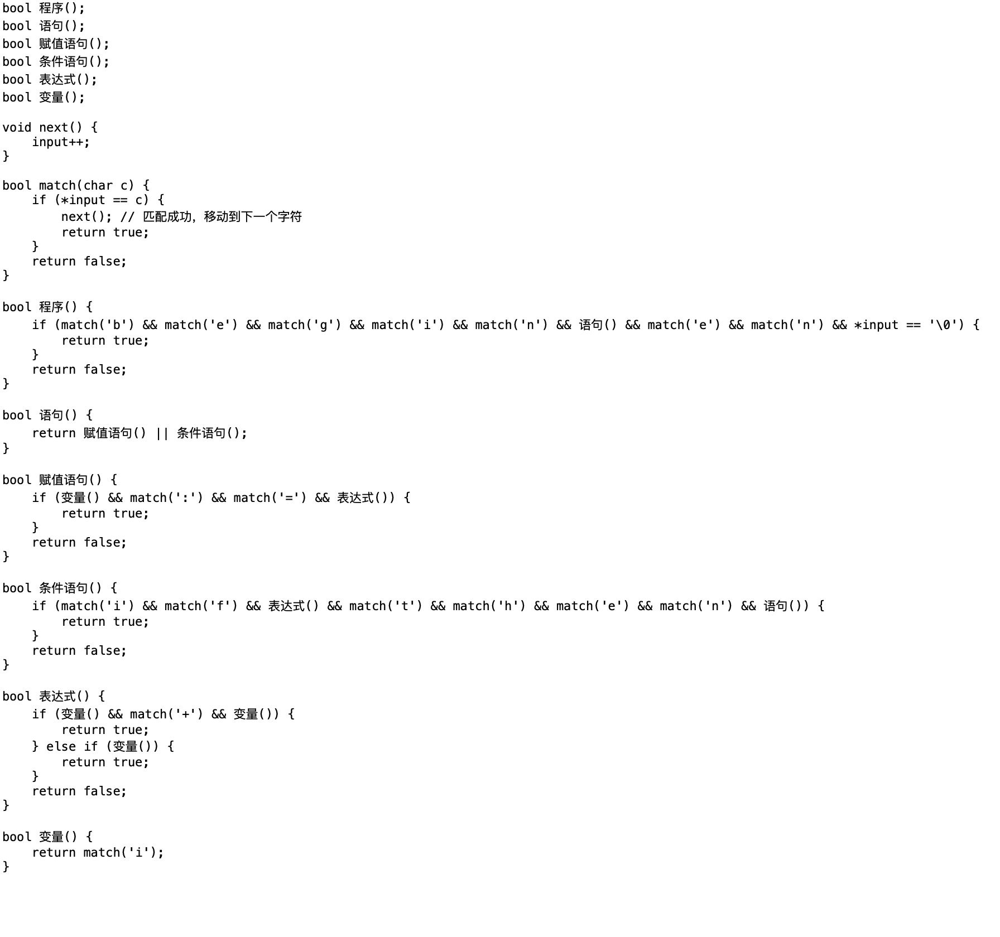 bool 程序();
bool 语句();
bool 赋值语句();
bool 条件语句();
bool 表达式();
bool 变量();
void next() {
    input++;
}
bool match(char c) {
    if (*input == c) {
        next(); // 匹配成功，移动到下一个字符
        return true;
    }
    return false;
}
bool 程序() {
    if (match('b') && match('e') && match('g') && match('i') && match('n') && 语句() && match('e') && match('n') && *input == '\0') {
        return true;
    }
    return false;
}
bool 语句() {
    return 赋值语句() || 条件语句();
}
bool 赋值语句() {
    if (变量() && match(':') && match('=') && 表达式()) {
        return true;
    }
    return false;
}
bool 条件语句() {
    if (match('i') && match('f') && 表达式() && match('t') && match('h') && match('e') && match('n') && 语句()) {
        return true;
    }
    return false;
}
bool 表达式() {
    if (变量() && match('+') && 变量()) {
        return true;
    } else if (变量()) {
        return true;
    }
    return false;
}
bool 变量() {
    return match('i');
}